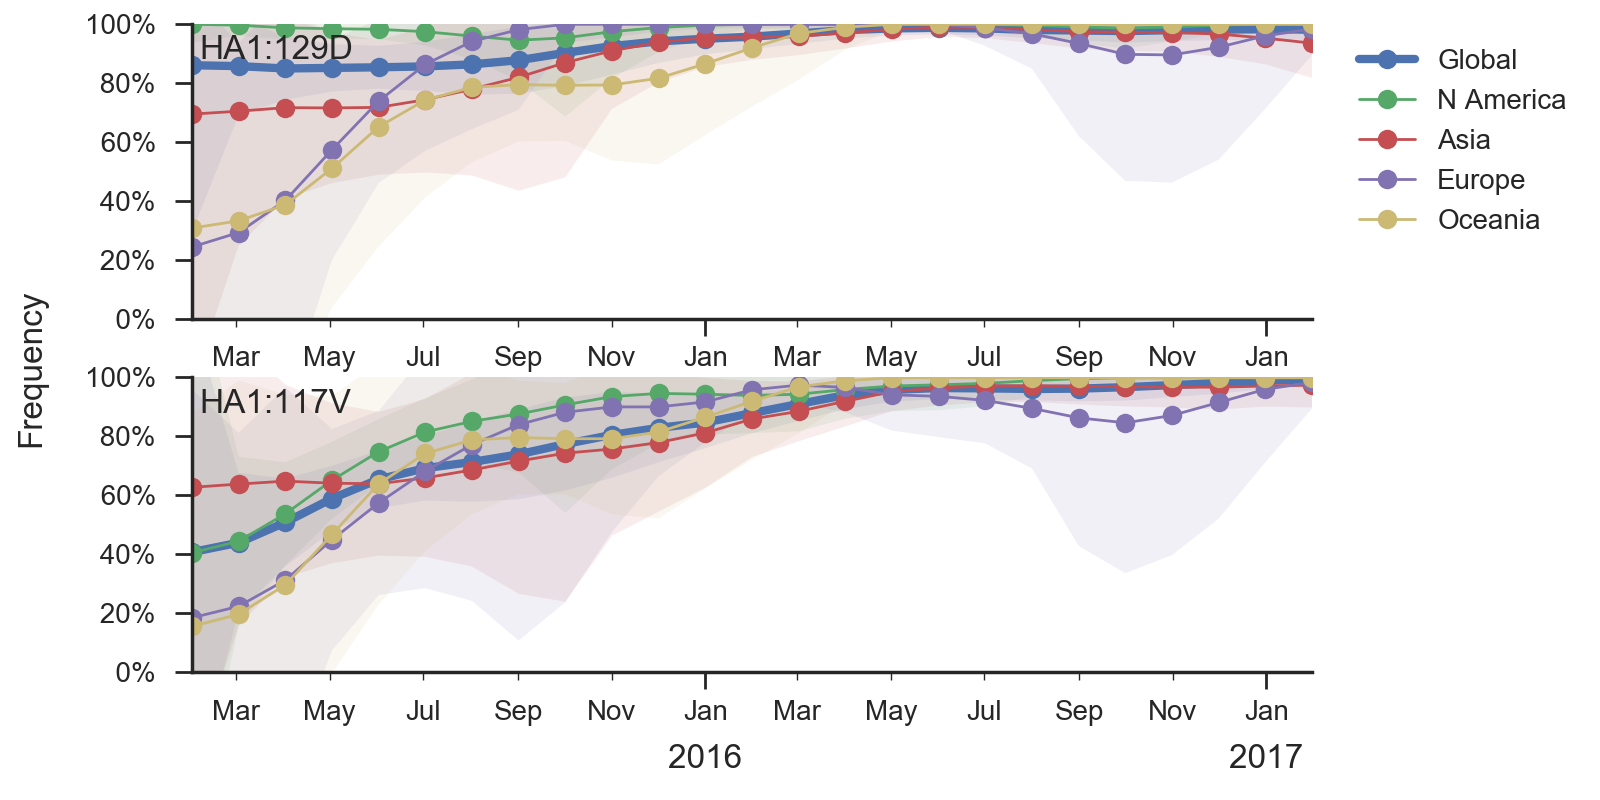 Frequency
HA1:129D
100%
80%
60%
40%
20%
0%
Mar May Jul Sep Nov Jan Mar May Jul Sep Nov Jan
HA1:117V
100%
80%
60%
40%
20%
0%
Mar May Jul Sep Nov Jan Mar May Jul Sep Nov Jan
2016 2017
Global
N America
Asia
Europe
Oceania